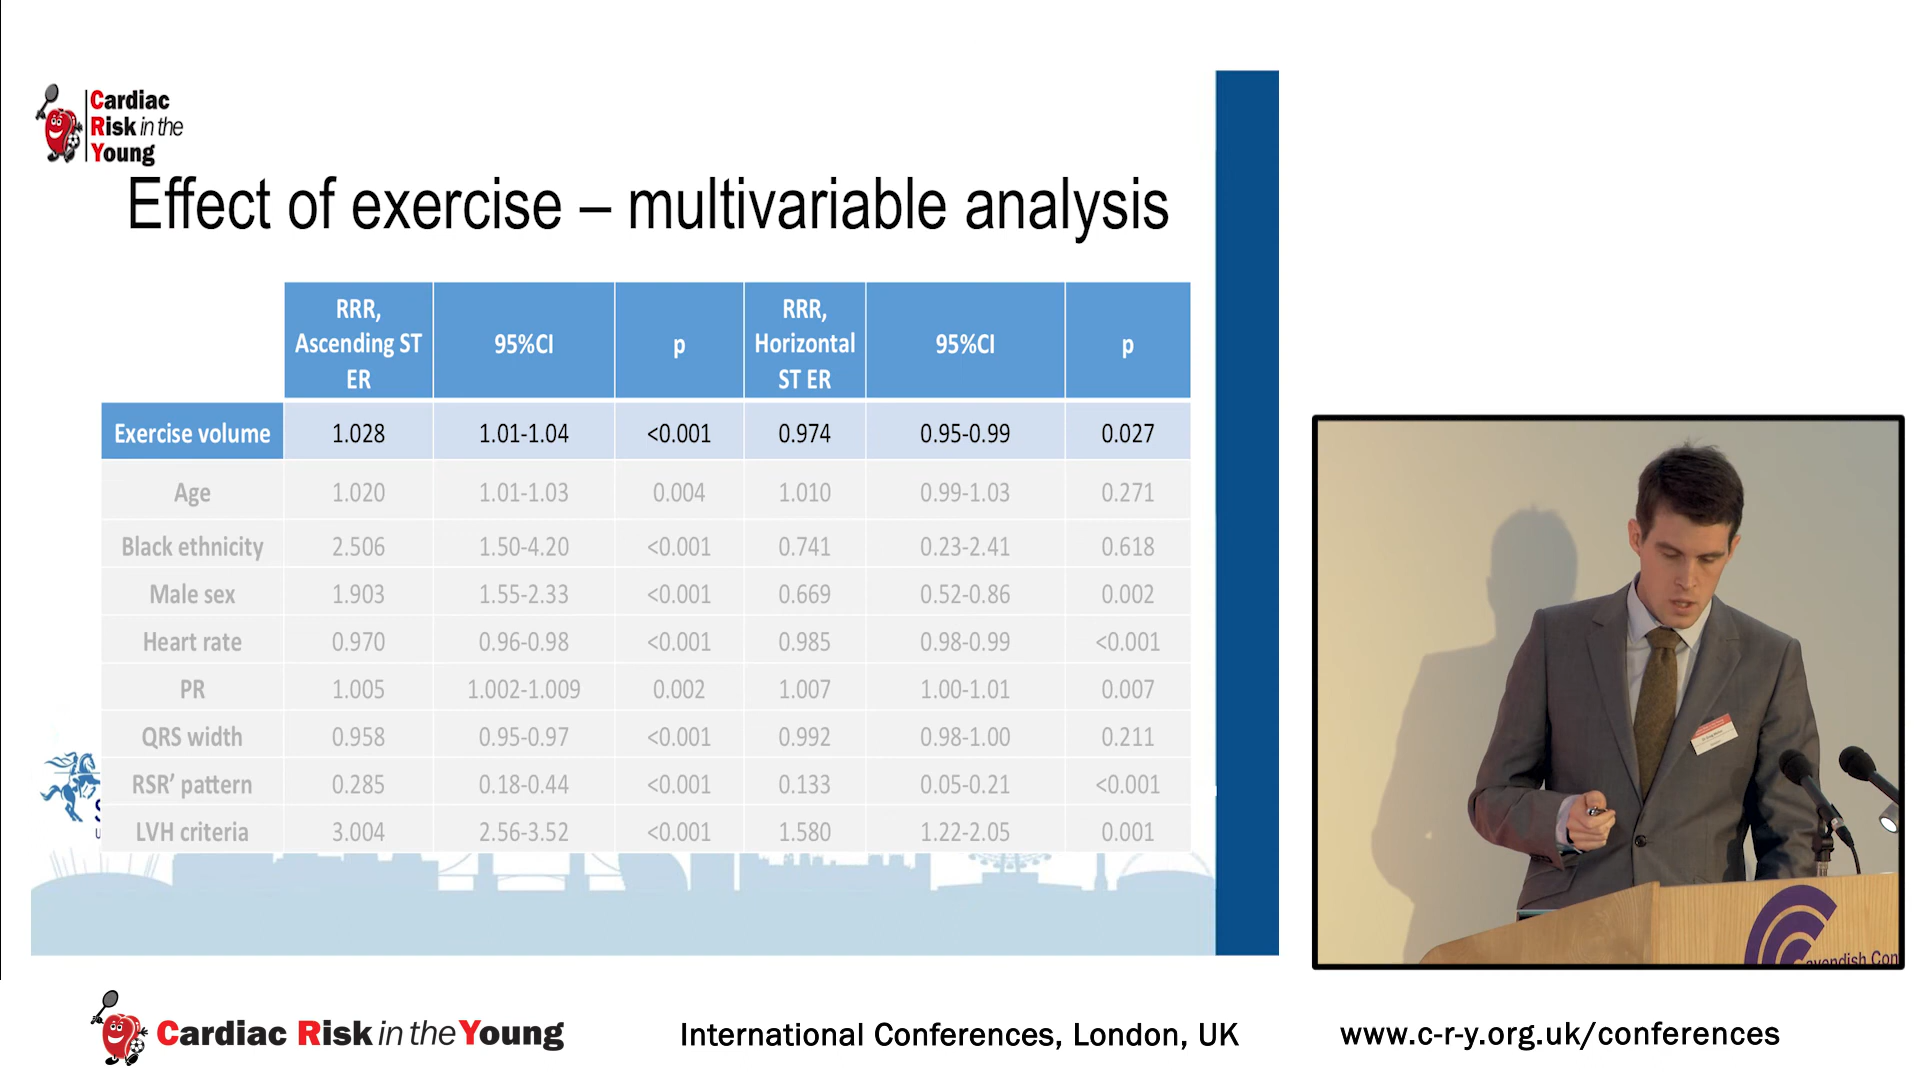 Cardiac
Risk in the
Young
Effect of exercise – multivariable analysis
RRR, Ascending ST ER 95%CI p RRR, Horizontal ST ER 95%CI p
Exercise volume 1.028 1.01-1.04 <0.001 0.974 0.95-0.99 0.027
Age 1.020 1.01-1.03 0.004 1.010 0.99-1.03 0.271
Black ethnicity 2.506 1.50-4.20 <0.001 0.741 0.23-2.41 0.618
Male sex 1.903 1.55-2.33 <0.001 0.669 0.52-0.86 0.002
Heart rate 0.970 0.96-0.98 <0.001 0.985 0.98-0.99 <0.001
PR 1.005 1.002-1.009 0.002 1.007 1.00-1.01 0.007
QRS width 0.958 0.95-0.97 <0.001 0.992 0.98-1.00 0.211
RSR’ pattern 0.285 0.18-0.44 <0.001 0.133 0.05-0.21 <0.001
LVH criteria 3.004 2.56-3.52 <0.001 1.580 1.22-2.05 0.001
Cardiac Risk in the Young
International Conferences, London, UK
www.c-r-y.org.uk/conferences